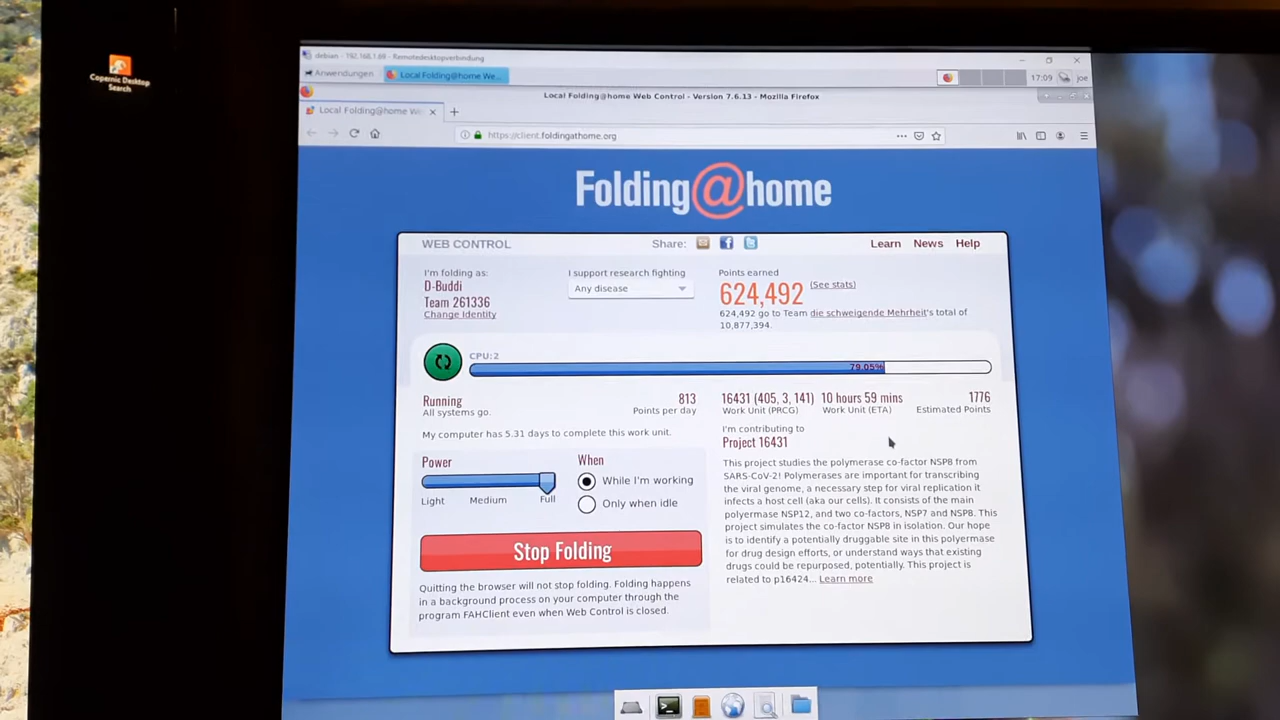 Copernic Desktop
Search
debian - 192.168.1.89 - Remotedesktopverbindung
Anwendungen
Local Folding@home We...
17:09
joe
Local Folding@home Web Control - Version 7.6.13 - Mozilla Firefox
Local Folding@home We
https://client.foldingathome.org
Folding@home
WEB CONTROL
Share:
Learn
News
Help
I'm folding as:
D-Buddi
Team 261336
Change Identity
I support research fighting
Any disease
Points earned
624,492 (See stats)
624,492 go to Team die schweigende Mehrheit's total of
10,877,394.
CPU:2
79.05%
Running
All systems go.
813
Points per day
16431 (405, 3, 141)
Work Unit (PRCG)
10 hours 59 mins
Work Unit (ETA)
1776
Estimated Points
My computer has 5.31 days to complete this work unit.
I'm contributing to
Project 16431
Power
Light
Medium
Full
When
While I'm working
Only when idle
Stop Folding
Quitting the browser will not stop folding. Folding happens
in a background process on your computer through the
program FAHClient even when Web Control is closed.
This project studies the polymerase co-factor NSP8 from
SARS-CoV-2! Polymerases are important for transcribing
the viral genome, a necessary step for viral replication it
infects a host cell (aka our cells). It consists of the main
polyermase NSP12, and two co-factors, NSP7 and NSP8. This
project simulates the co-factor NSP8 in isolation. Our hope
is to identify a potentially druggable site in this polyermase
for drug design efforts, or understand ways that existing
drugs could be repurposed, potentially. This project is
related to p16424... Learn more